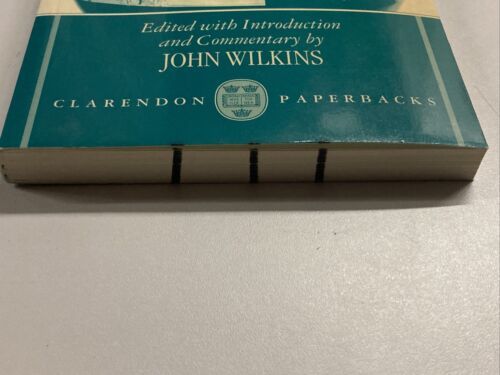 Edited with Introduction
and Commentary by
JOHN WILKINS
CLARENDON PAPERBACKS